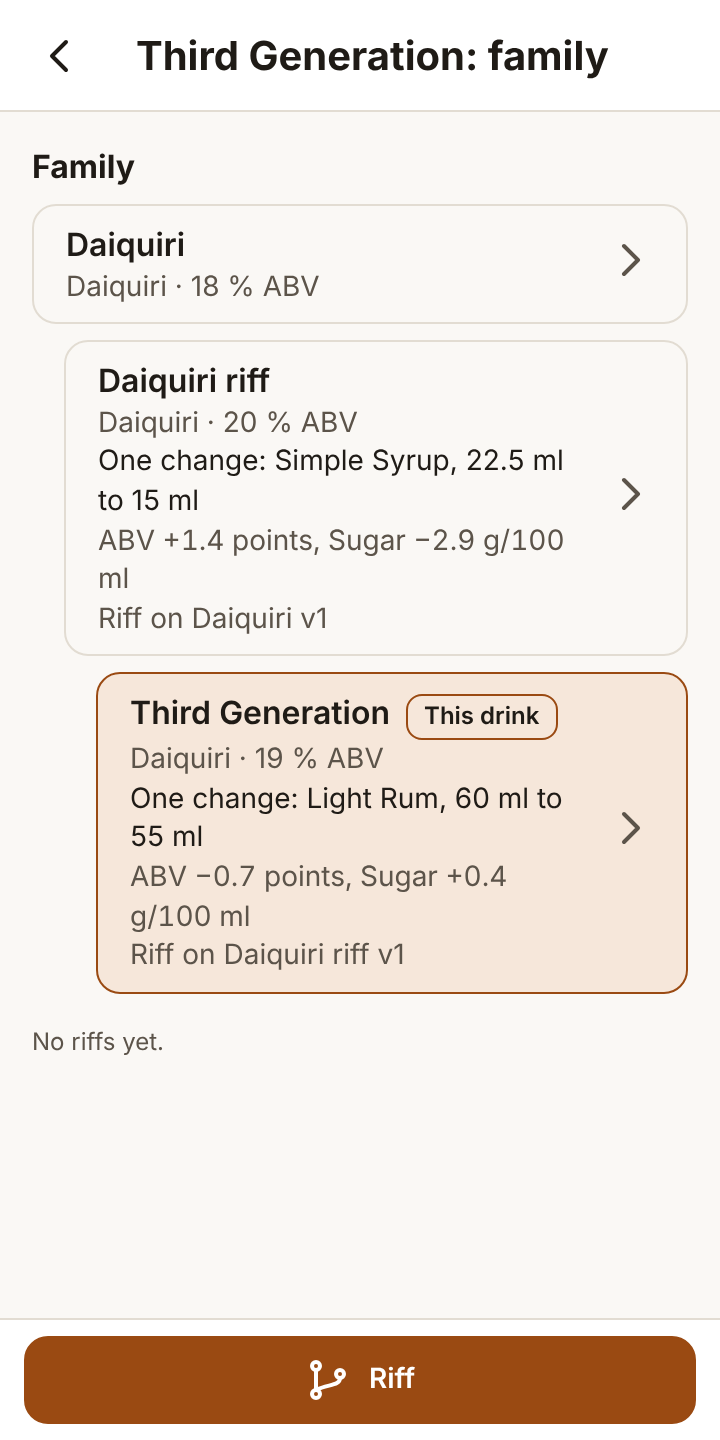 Third Generation: family
Family
Daiquiri
Daiquiri · 18 % ABV
Daiquiri riff
Daiquiri · 20 % ABV
One change: Simple Syrup, 22.5 ml
to 15 ml
ABV +1.4 points, Sugar −2.9 g/100
ml
Riff on Daiquiri v1
Third Generation This drink
Daiquiri · 19 % ABV
One change: Light Rum, 60 ml to
55 ml
ABV −0.7 points, Sugar +0.4
g/100 ml
Riff on Daiquiri riff v1
No riffs yet.
Riff